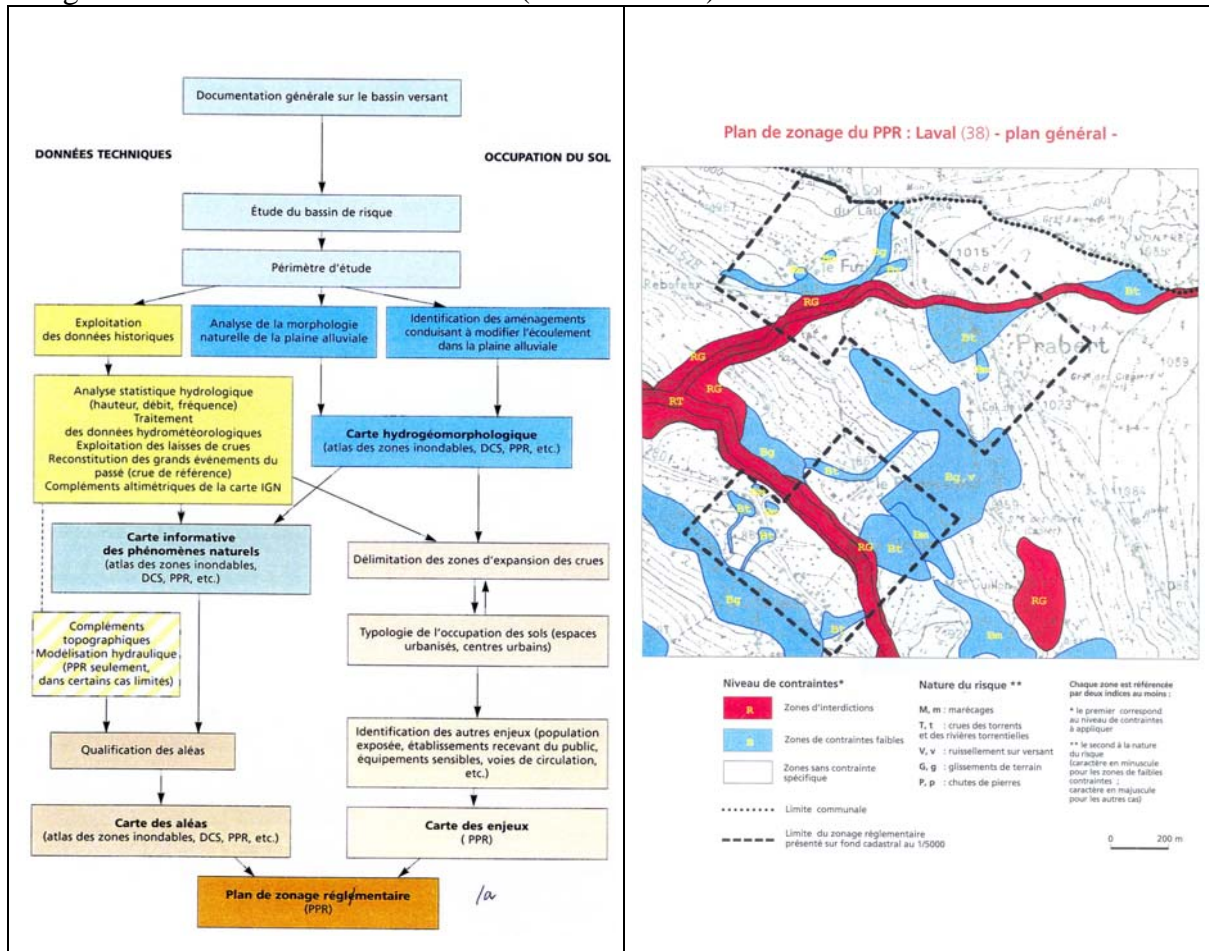 Documentation générale sur le bassin versant
DONNÉES TECHNIQUES
OCCUPATION DU SOL
Étude du bassin de risque
Périmètre d'étude
Exploitation
des données historiques
Analyse de la morphologie
naturelle de la plaine alluviale
Identification des aménagements
conduisant à modifier l'écoulement
dans la plaine alluviale
Analyse statistique hydrologique
(hauteur, débit, fréquence)
Traitement
des données hydrométeorologiques
Exploitation des laisses de crues
Reconstitution des grands événements du
passé (crue de référence)
Compléments altimétriques de la carte IGN
Carte hydrogéomorphologique
(atlas des zones inondables, DCS, PPR, etc.)
Carte informative
des phénomènes naturels
(atlas des zones inondables,
DCS, PPR, etc.)
Délimitation des zones d'expansion des crues
Compléments
topographiques
Modélisation hydraulique
(PPR seulement,
dans certains cas limités)
Typologie de l'occupation des sols (espaces
urbanisés, centres urbains)
Qualification des aléas
Identification des autres enjeux (population
exposée, établissements recevant du public,
équipements sensibles, voies de circulation,
etc.)
Carte des aléas
(atlas des zones inondables, DCS, PPR, etc.)
Carte des enjeux
( PPR)
Plan de zonage réglementaire
(PPR)
/a
Plan de zonage du PPR : Laval (38) - plan général -
1015
Bt
RG
Bt
Prabert
1059
RG
RG
RT
1023
Bg
Bt
Bg,v
Bt
Bt
RG
Bt
Bm
Bg
Bt
RG
Bm
Niveau de contraintes*
R Zones d'interdictions
B Zones de contraintes faibles
Zones sans contrainte
spécifique
Limite communale
Limite du zonage réglementaire
présenté sur fond cadastral au 1/5000
Nature du risque **
M, m : marécages
T, t : crues des torrents
et des rivières torrentielles
V, v : ruissellement sur versant
G, g : glissements de terrain
P, p : chutes de pierres
Chaque zone est référencée
par deux indices au moins :
* le premier correspond
au niveau de contraintes
à appliquer
** le second à la nature
du risque
(caractère en minuscule
pour les zones de faibles
contraintes ;
caractère en majuscule
pour les autres cas)
0 200 m